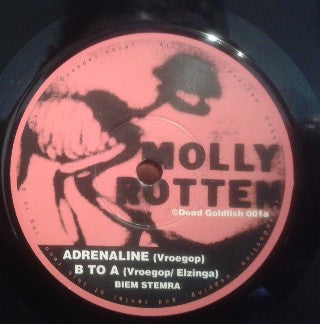 MOLLY
ROTTEN
©Dead Goldfish 001a
ADRENALINE (Vroegop)
B TO A (Vroegop/ Elzinga)
BIEM STEMRA